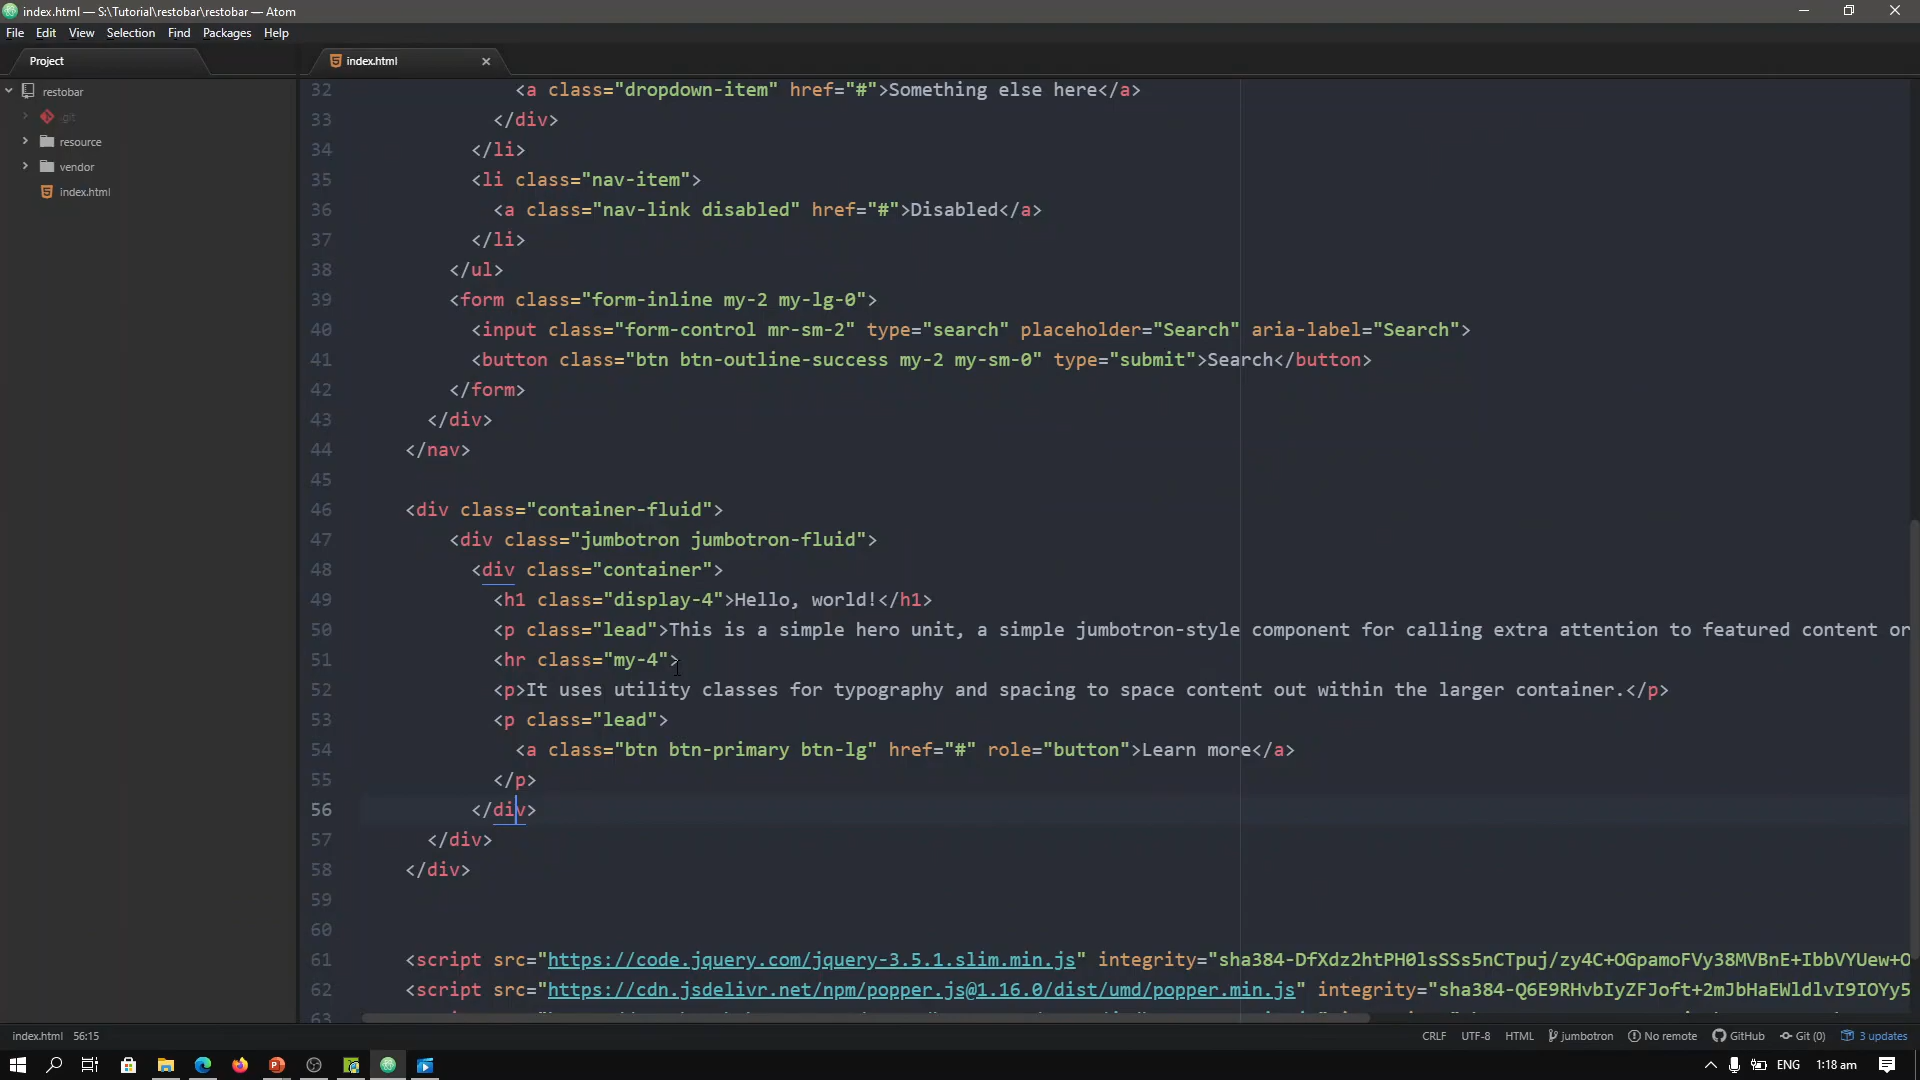 index.html — S:\Tutorial\restobar\restobar — Atom
File Edit View Selection Find Packages Help
Project
index.html
restobar
.git
resource
vendor
index.html
32 <a class="dropdown-item" href="#">Something else here</a>
33 </div>
34 </li>
35 <li class="nav-item">
36 <a class="nav-link disabled" href="#">Disabled</a>
37 </li>
38 </ul>
39 <form class="form-inline my-2 my-lg-0">
40 <input class="form-control mr-sm-2" type="search" placeholder="Search" aria-label="Search">
41 <button class="btn btn-outline-success my-2 my-sm-0" type="submit">Search</button>
42 </form>
43 </div>
44 </nav>
45
46 <div class="container-fluid">
47 <div class="jumbotron jumbotron-fluid">
48 <div class="container">
49 <h1 class="display-4">Hello, world!</h1>
50 <p class="lead">This is a simple hero unit, a simple jumbotron-style component for calling extra attention to featured content or
51 <hr class="my-4">
52 <p>It uses utility classes for typography and spacing to space content out within the larger container.</p>
53 <p class="lead">
54 <a class="btn btn-primary btn-lg" href="#" role="button">Learn more</a>
55 </p>
56 </div>
57 </div>
58 </div>
59
60
61 <script src="https://code.jquery.com/jquery-3.5.1.slim.min.js" integrity="sha384-DfXdz2htPH0lsSSs5nCTpuj/zy4C+OGpamoFVy38MVBnE+IbbVYUew+O
62 <script src="https://cdn.jsdelivr.net/npm/popper.js@1.16.0/dist/umd/popper.min.js" integrity="sha384-Q6E9RHvbIyZFJoft+2mJbHaEWldlvI9IOYy5
63
index.html 56:15 CRLF UTF-8 HTML jumbotron No remote GitHub Git (0) 3 updates
ENG 1:18 am